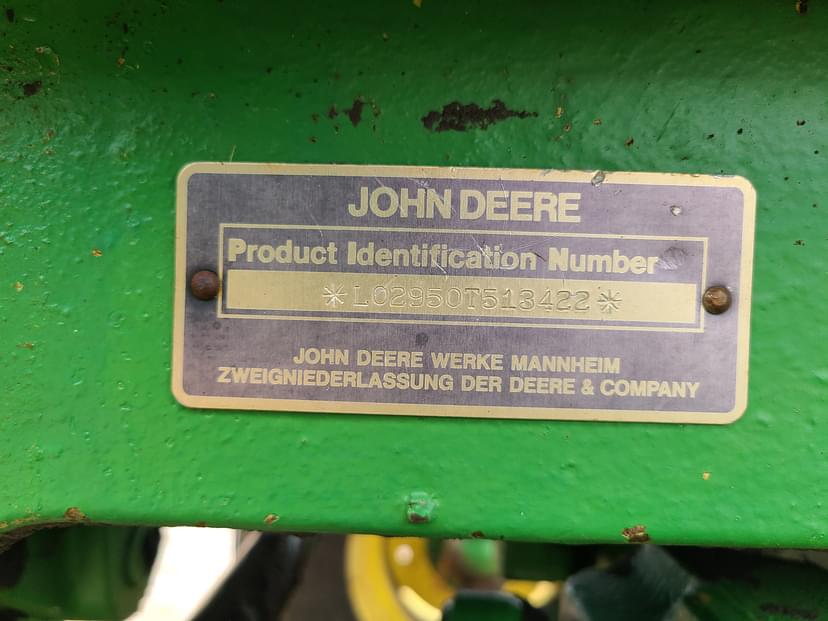 JOHN DEERE
Product Identification Number
*L02950T513422*
JOHN DEERE WERKE MANNHEIM
ZWEIGNIEDERLASSUNG DER DEERE & COMPANY